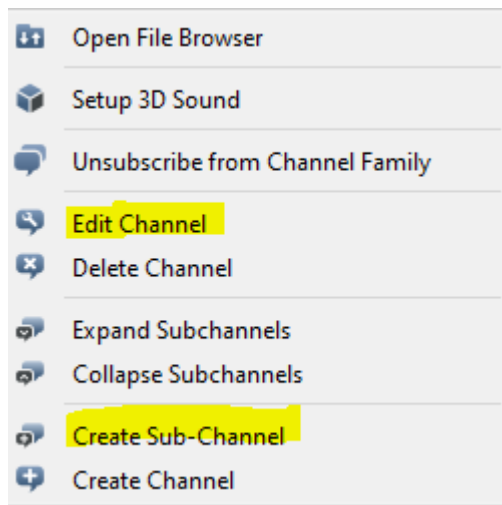 Open File Browser
Setup 3D Sound
Unsubscribe from Channel Family
Edit Channel
Delete Channel
Expand Subchannels
Collapse Subchannels
Create Sub-Channel
Create Channel